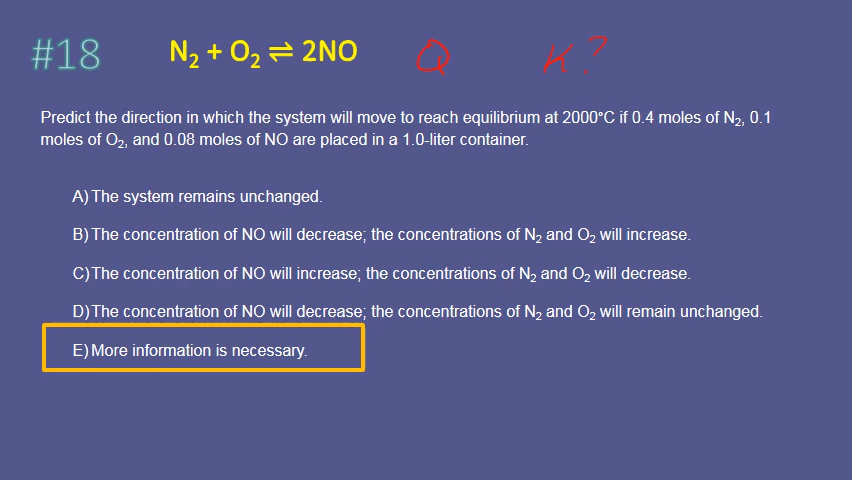 #18
N₂ + O₂ ⇌ 2NO
Q K?
Predict the direction in which the system will move to reach equilibrium at 2000°C if 0.4 moles of N₂, 0.1
moles of O₂, and 0.08 moles of NO are placed in a 1.0-liter container.
A) The system remains unchanged.
B) The concentration of NO will decrease; the concentrations of N₂ and O₂ will increase.
C) The concentration of NO will increase; the concentrations of N₂ and O₂ will decrease.
D) The concentration of NO will decrease; the concentrations of N₂ and O₂ will remain unchanged.
E) More information is necessary.